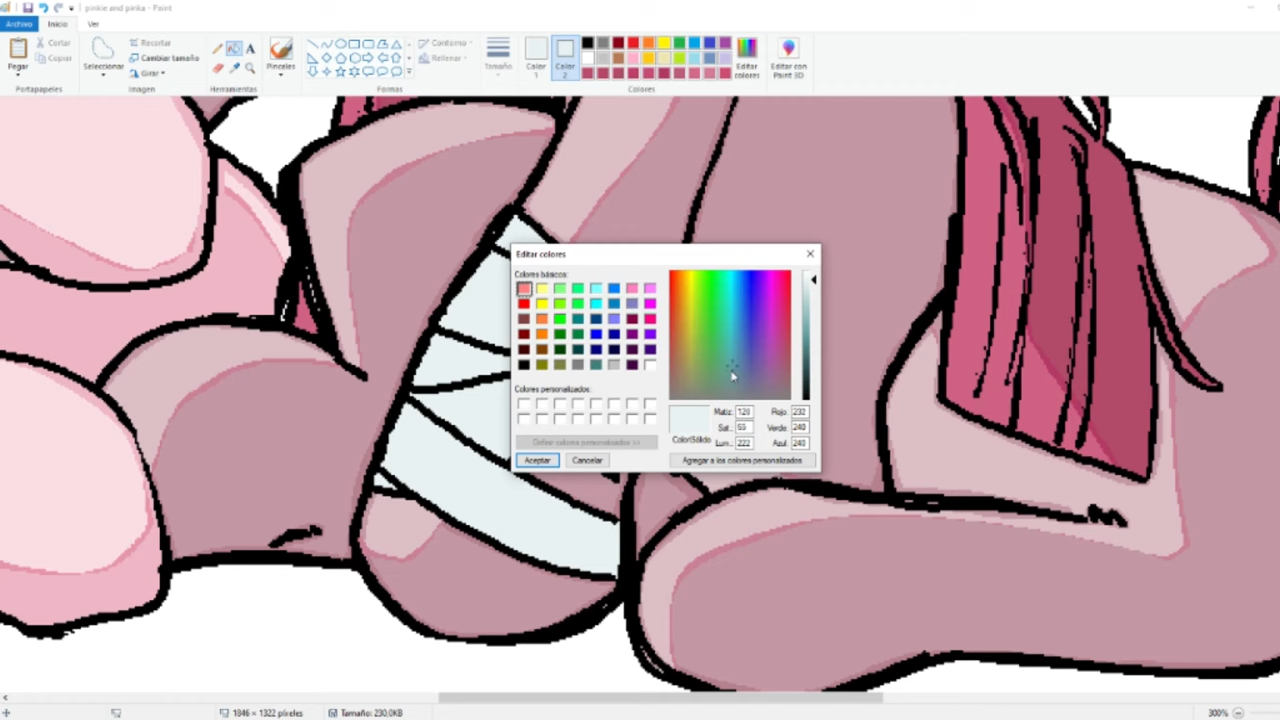 pinkie and pinka - Paint
Archivo Inicio Ver
Pegar
Cortar
Copiar
Portapapeles
Seleccionar
Recortar
Cambiar tamaño
Girar
Imagen
A
Herramientas
Pinceles
Contorno
Rellenar
Formas
Tamaño
Color 1
Color 2
Editar colores
Editar con Paint 3D
Colores
Editar colores
Colores básicos:
Colores personalizados:
Definir colores personalizados >>
Aceptar Cancelar
Color|Sólido
Matiz: 120 Rojo: 232
Sat.: 55 Verde: 240
Lum.: 222 Azul: 240
Agregar a los colores personalizados
1846 × 1322 píxeles Tamaño: 230,0KB 300%